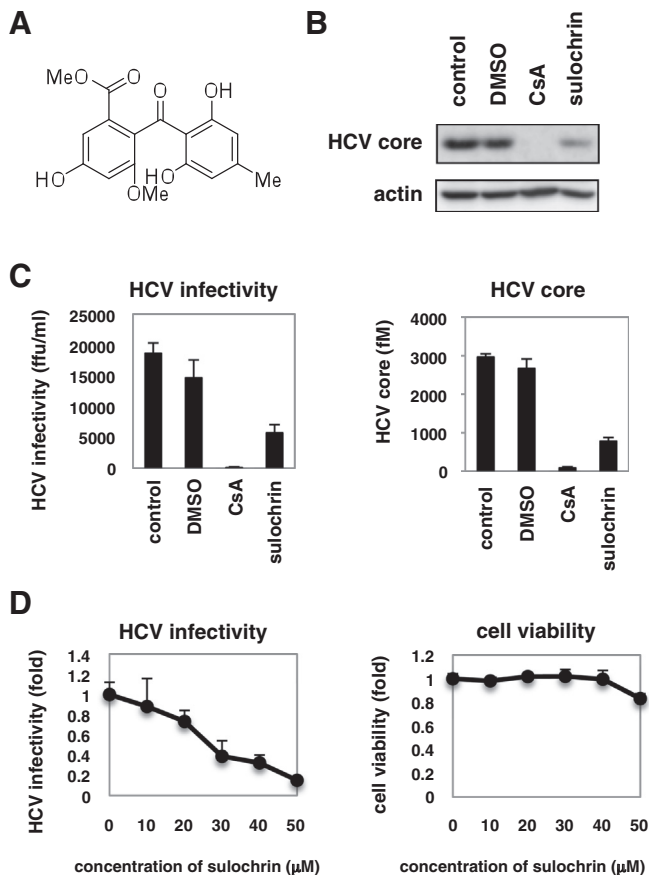 A
MeO
O
O
OH
HO
OMe
HO
Me
B
control
DMSO
CsA
sulochrin
HCV core
actin
C
HCV infectivity
HCV infectivity (ffu/ml)
25000
20000
15000
10000
5000
0
control
DMSO
CsA
sulochrin
HCV core
HCV core (fM)
4000
3000
2000
1000
0
control
DMSO
CsA
sulochrin
D
HCV infectivity
HCV infectivity (fold)
1.4
1.2
1
0.8
0.6
0.4
0.2
0
0 10 20 30 40 50
concentration of sulochrin (μM)
cell viability
cell viability (fold)
1.2
1
0.8
0.6
0.4
0.2
0
0 10 20 30 40 50
concentration of sulochrin (μM)